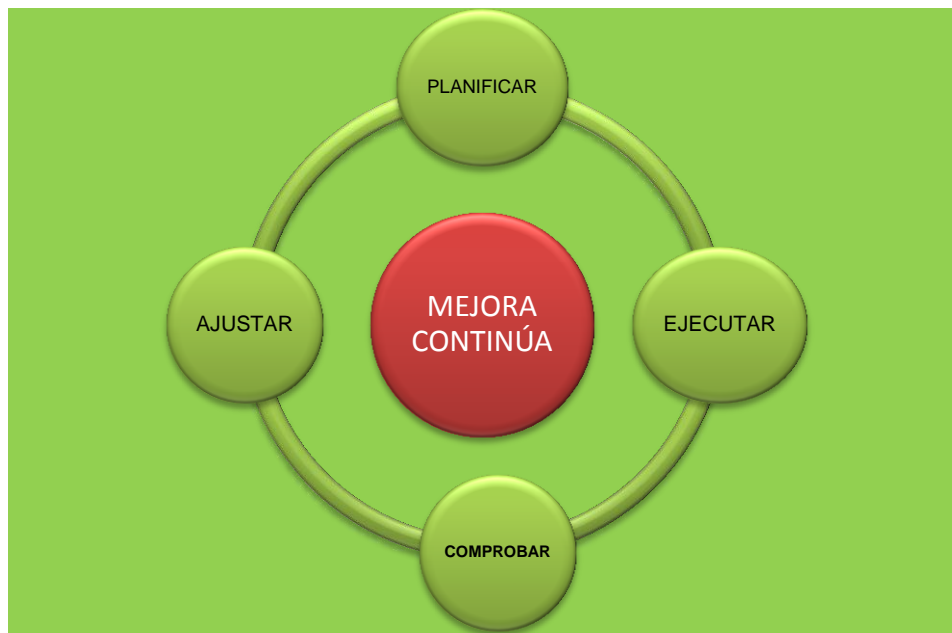 PLANIFICAR
AJUSTAR
MEJORA
CONTINÚA
EJECUTAR
COMPROBAR